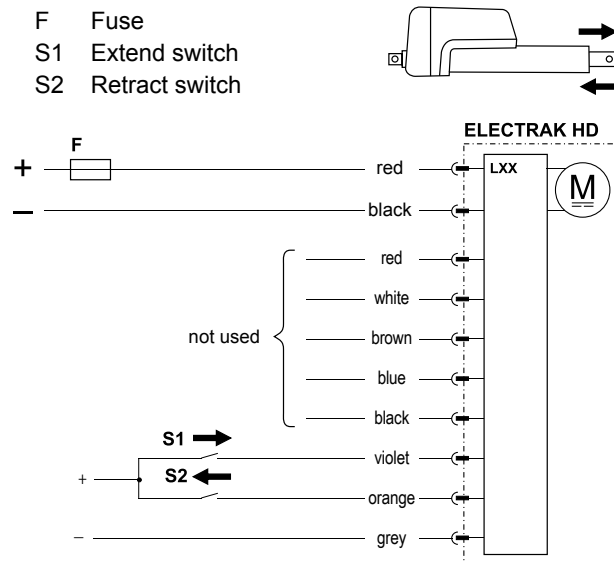 F Fuse
S1 Extend switch
S2 Retract switch
ELECTRAK HD
F
+ red LXX
M
− black
red
white
not used brown
blue
black
S1
violet
S2
+
orange
− grey